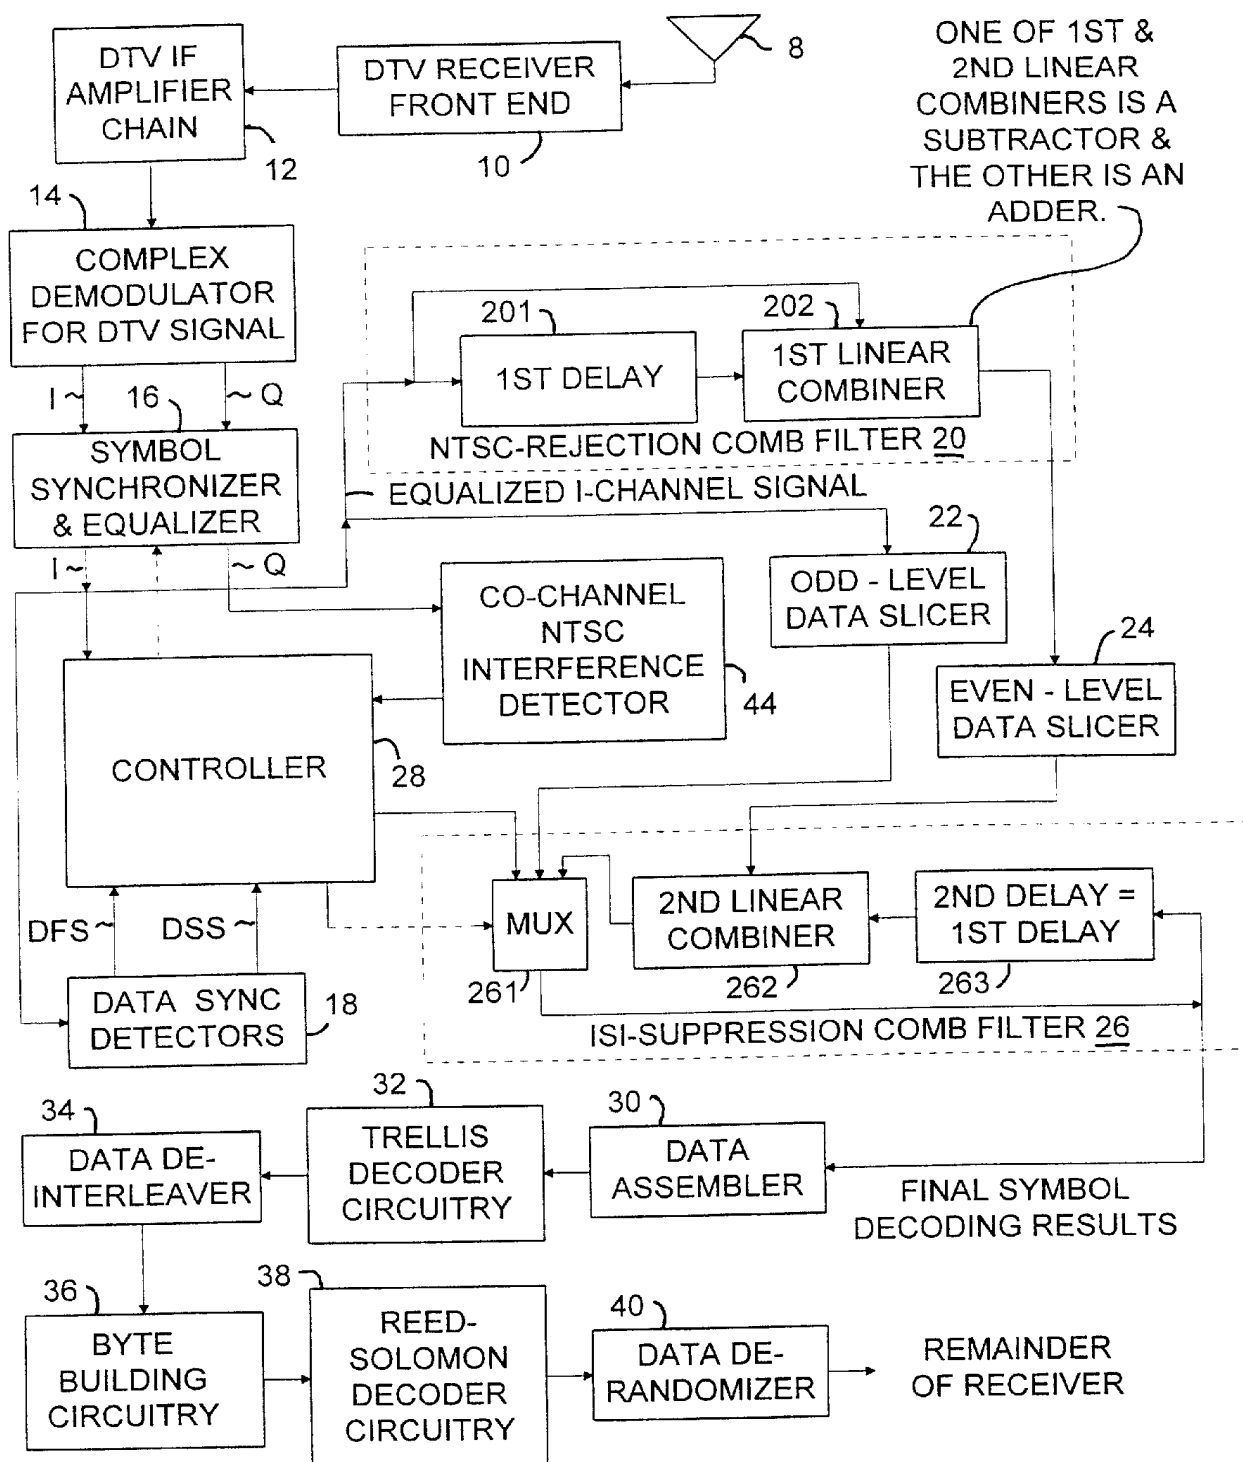 DTV IF
AMPLIFIER
CHAIN
12
DTV RECEIVER
FRONT END
10
8
ONE OF 1ST &
2ND LINEAR
COMBINERS IS A
SUBTRACTOR &
THE OTHER IS AN
ADDER.
14
COMPLEX
DEMODULATOR
FOR DTV SIGNAL
I ~
16
~ Q
SYMBOL
SYNCHRONIZER
& EQUALIZER
I ~
~ Q
201
1ST DELAY
202
1ST LINEAR
COMBINER
NTSC-REJECTION COMB FILTER 20
EQUALIZED I-CHANNEL SIGNAL
22
ODD - LEVEL
DATA SLICER
CO-CHANNEL
NTSC
INTERFERENCE
DETECTOR
44
24
EVEN - LEVEL
DATA SLICER
CONTROLLER
28
DFS ~
DSS ~
DATA SYNC
DETECTORS
18
MUX
261
2ND LINEAR
COMBINER
262
2ND DELAY =
1ST DELAY
263
ISI-SUPPRESSION COMB FILTER 26
34
DATA DE-
INTERLEAVER
32
TRELLIS
DECODER
CIRCUITRY
30
DATA
ASSEMBLER
FINAL SYMBOL
DECODING RESULTS
36
BYTE
BUILDING
CIRCUITRY
38
REED-
SOLOMON
DECODER
CIRCUITRY
40
DATA DE-
RANDOMIZER
REMAINDER
OF RECEIVER